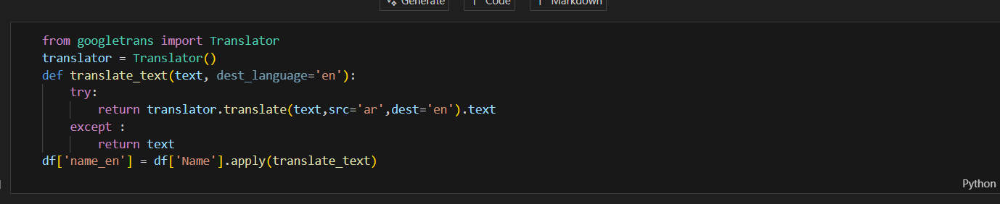 Generate Code Markdown
from googletrans import Translator
translator = Translator()
def translate_text(text, dest_language='en'):
try:
return translator.translate(text,src='ar',dest='en').text
except :
return text
df['name_en'] = df['Name'].apply(translate_text)
Python